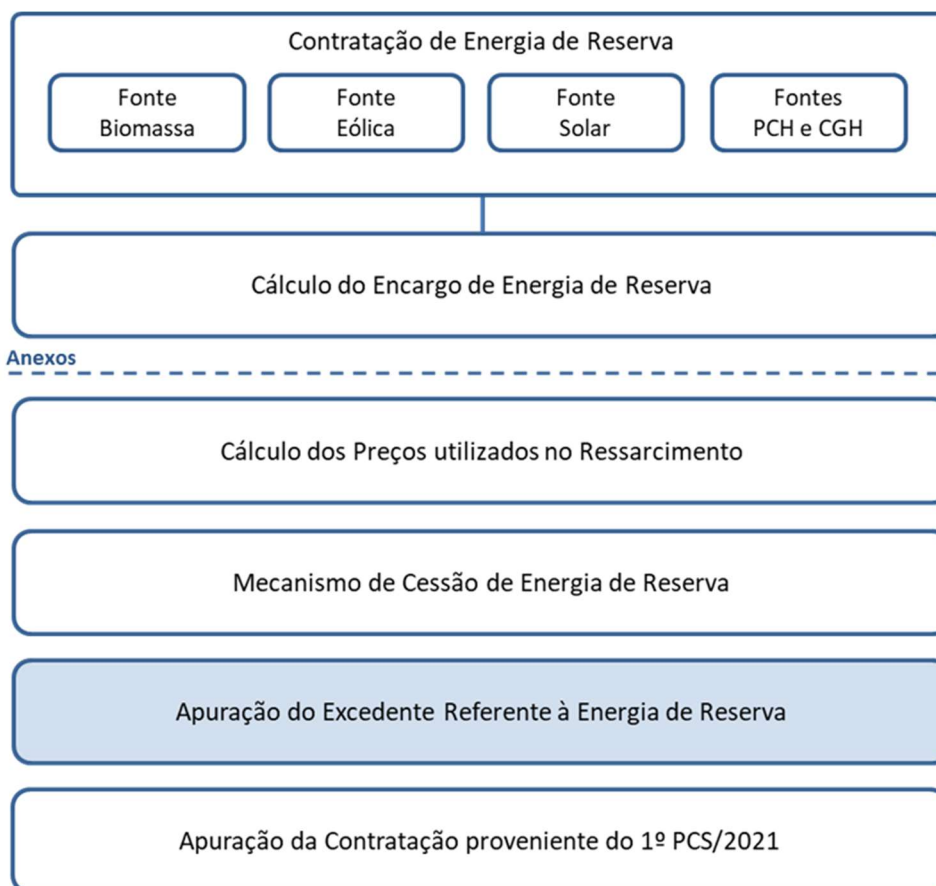 Contratação de Energia de Reserva
Fonte
Biomassa
Fonte
Eólica
Fonte
Solar
Fontes
PCH e CGH
Cálculo do Encargo de Energia de Reserva
Anexos
Cálculo dos Preços utilizados no Ressarcimento
Mecanismo de Cessão de Energia de Reserva
Apuração do Excedente Referente à Energia de Reserva
Apuração da Contratação proveniente do 1º PCS/2021